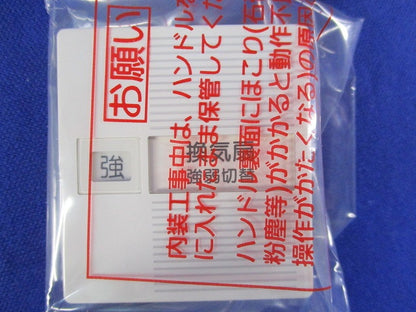 お願い
内装工事中は、ハンドルを
に入れたまま保管してくだ
ハンドル裏面にほこり(石
粉塵等)がかかると動作不
操作がかたくなる)の原因
強
換気扇
強弱切替